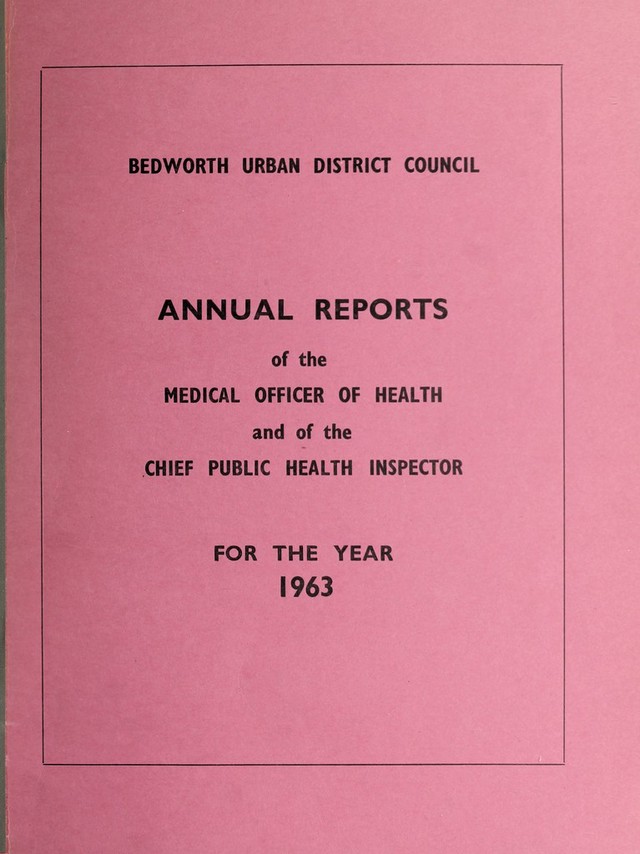 BEDWORTH URBAN DISTRICT COUNCIL
ANNUAL REPORTS
of the
MEDICAL OFFICER OF HEALTH
and of the
CHIEF PUBLIC HEALTH INSPECTOR
FOR THE YEAR
1963